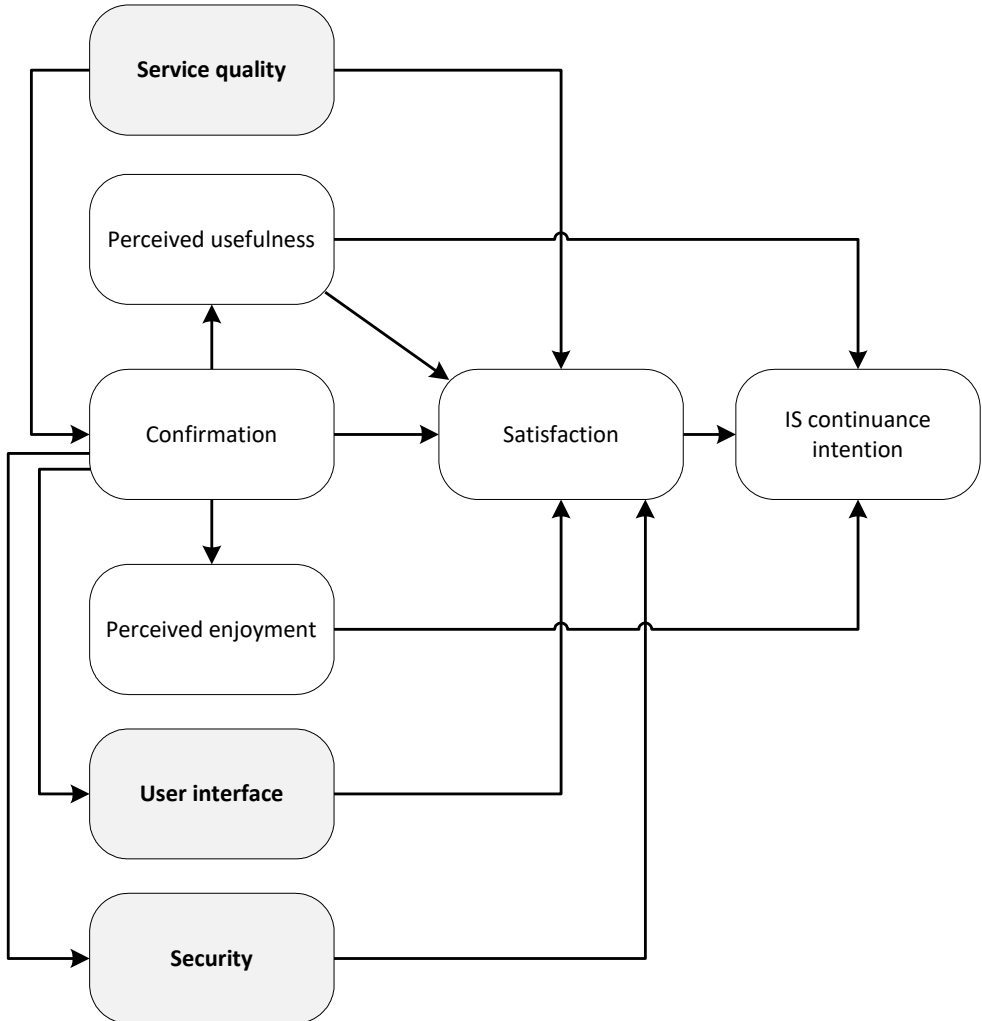 Service quality
Perceived usefulness
Confirmation
Satisfaction
IS continuance
intention
Perceived enjoyment
User interface
Security